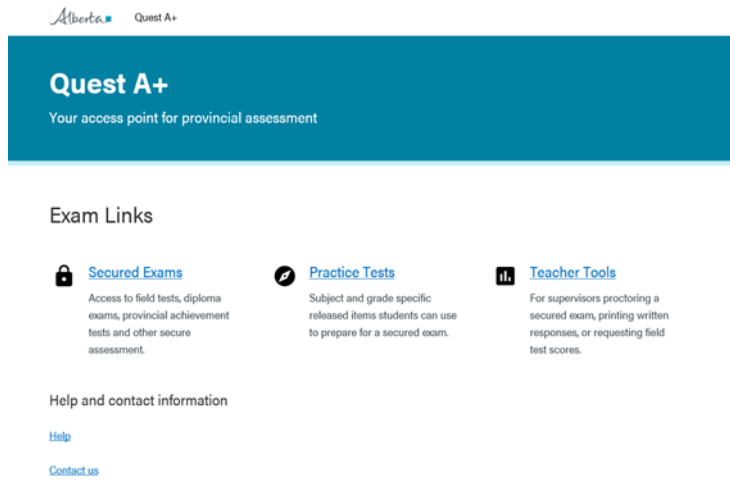 Alberta Quest A+
Quest A+
Your access point for provincial assessment
Exam Links
Secured Exams
Access to field tests, diploma
exams, provincial achievement
tests and other secure
assessment.
Practice Tests
Subject and grade specific
released items students can use
to prepare for a secured exam.
Teacher Tools
For supervisors proctoring a
secured exam, printing written
responses, or requesting field
test scores.
Help and contact information
Help
Contact us